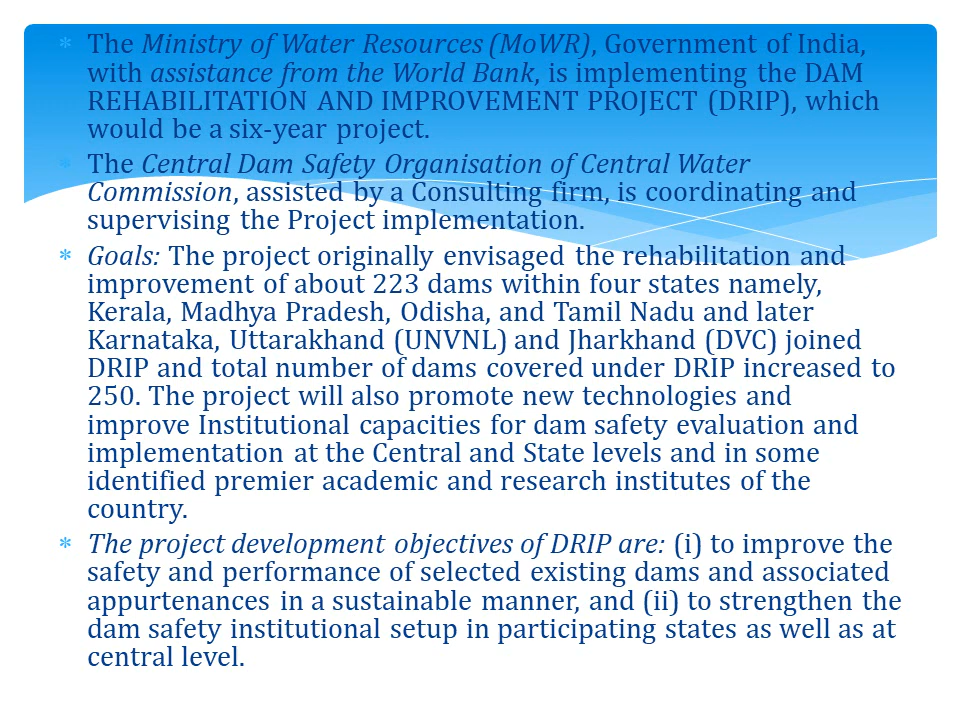 * The Ministry of Water Resources (MoWR), Government of India,
with assistance from the World Bank, is implementing the DAM
REHABILITATION AND IMPROVEMENT PROJECT (DRIP), which
would be a six-year project.
* The Central Dam Safety Organisation of Central Water
Commission, assisted by a Consulting firm, is coordinating and
supervising the Project implementation.
* Goals: The project originally envisaged the rehabilitation and
improvement of about 223 dams within four states namely,
Kerala, Madhya Pradesh, Odisha, and Tamil Nadu and later
Karnataka, Uttarakhand (UNVNL) and Jharkhand (DVC) joined
DRIP and total number of dams covered under DRIP increased to
250. The project will also promote new technologies and
improve Institutional capacities for dam safety evaluation and
implementation at the Central and State levels and in some
identified premier academic and research institutes of the
country.
* The project development objectives of DRIP are: (i) to improve the
safety and performance of selected existing dams and associated
appurtenances in a sustainable manner, and (ii) to strengthen the
dam safety institutional setup in participating states as well as at
central level.